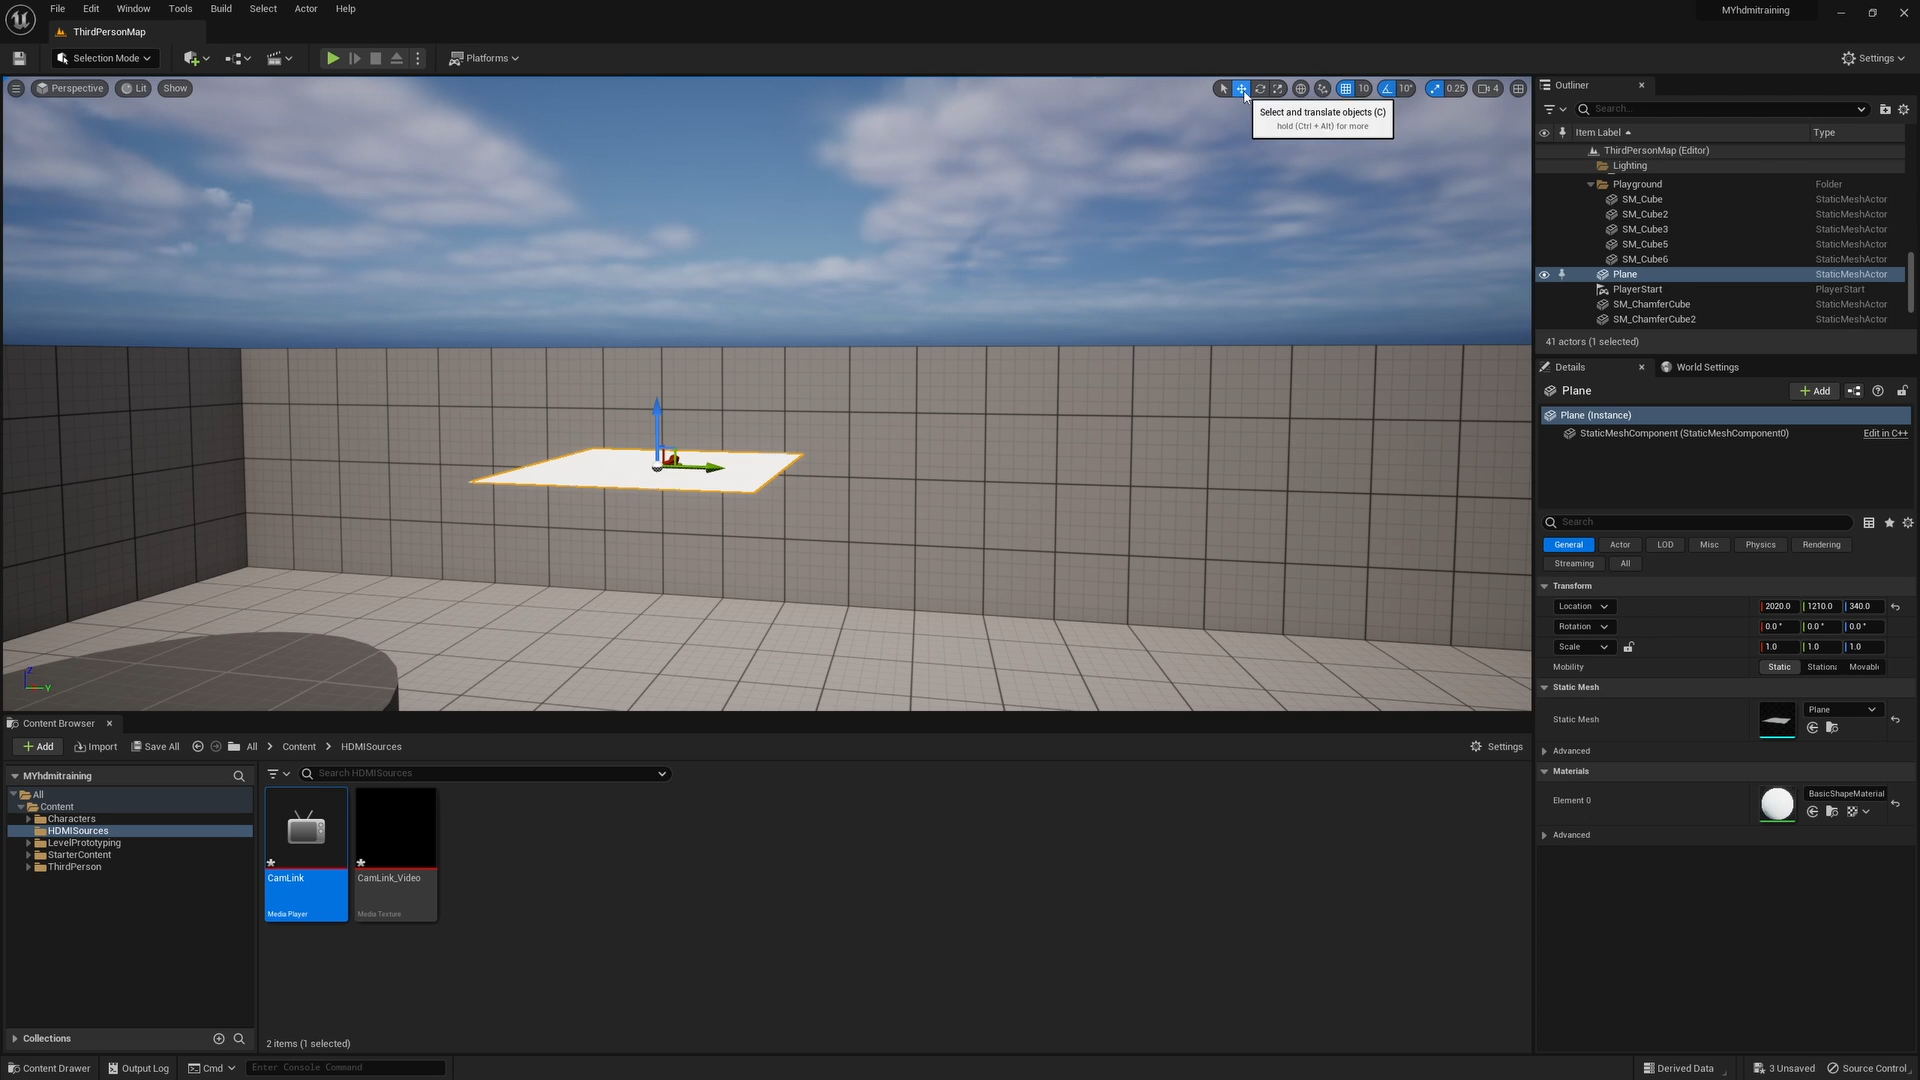 File Edit Window Tools Build Select Actor Help
MYhdmitraining
ThirdPersonMap
Selection Mode
Platforms
Settings
Perspective Lit Show
10 10° 0.25 4
Select and translate objects (C)
hold (Ctrl + Alt) for more
Outliner
Search...
Item Label Type
ThirdPersonMap (Editor)
Lighting
Playground Folder
SM_Cube StaticMeshActor
SM_Cube2 StaticMeshActor
SM_Cube3 StaticMeshActor
SM_Cube5 StaticMeshActor
SM_Cube6 StaticMeshActor
Plane StaticMeshActor
PlayerStart PlayerStart
SM_ChamferCube StaticMeshActor
SM_ChamferCube2 StaticMeshActor
41 actors (1 selected)
Details World Settings
Plane Add
Plane (Instance)
StaticMeshComponent (StaticMeshComponent0) Edit in C++
Search
General Actor LOD Misc Physics Rendering
Streaming All
Transform
Location 2020.0 1210.0 340.0
Rotation 0.0° 0.0° 0.0°
Scale 1.0 1.0 1.0
Mobility Static Stationa Movabl
Static Mesh
Static Mesh Plane
Advanced
Materials
Element 0 BasicShapeMaterial
Advanced
Z
Y
Content Browser
Add Import Save All All Content HDMISources Settings
MYhdmitraining
Search HDMISources
All
Content
Characters
HDMISources
LevelPrototyping
StarterContent
ThirdPerson
CamLink
Media Player
CamLink_Video
Media Texture
Collections
2 items (1 selected)
Content Drawer Output Log Cmd Enter Console Command Derived Data 3 Unsaved Source Control